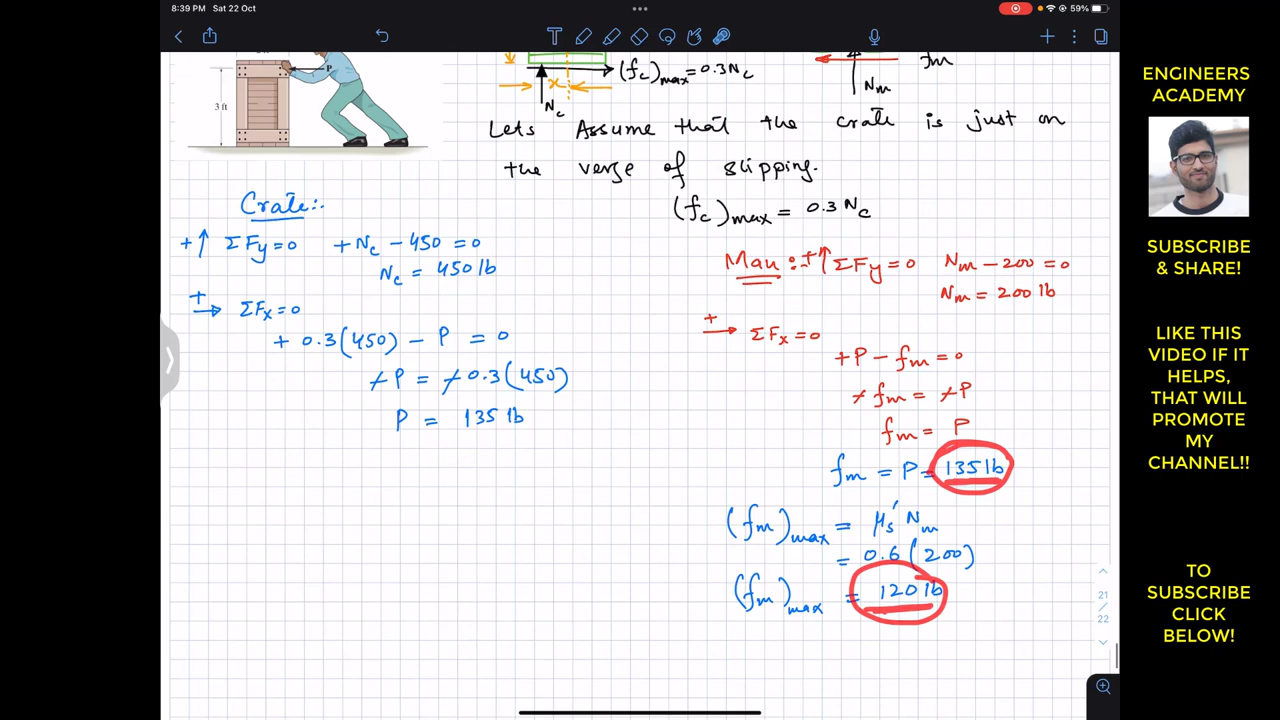 8:39 PM Sat 22 Oct
59%
T
P
3 ft
(fc)max = 0.3Nc
x
Nc
fm
Nm
Lets Assume that the crate is just on
the verge of slipping.
(fc)max = 0.3 Nc
Crate:.
+↑ ΣFy=0 +Nc − 450 = 0
Nc = 450 lb
+→ ΣFx=0
+ 0.3(450) − P = 0
-P = -0.3(450)
P = 135 lb
Man :. +↑ ΣFy=0 Nm − 200 = 0
Nm = 200 lb
+→ ΣFx=0
+P − fm = 0
-fm = -P
fm = P
fm = P = 135 lb
(fm)max = μs' Nm
= 0.6 (200)
(fm)max = 120 lb
21
/
22
ENGINEERS
ACADEMY
SUBSCRIBE
& SHARE!
LIKE THIS
VIDEO IF IT
HELPS,
THAT WILL
PROMOTE
MY
CHANNEL!!
TO
SUBSCRIBE
CLICK
BELOW!